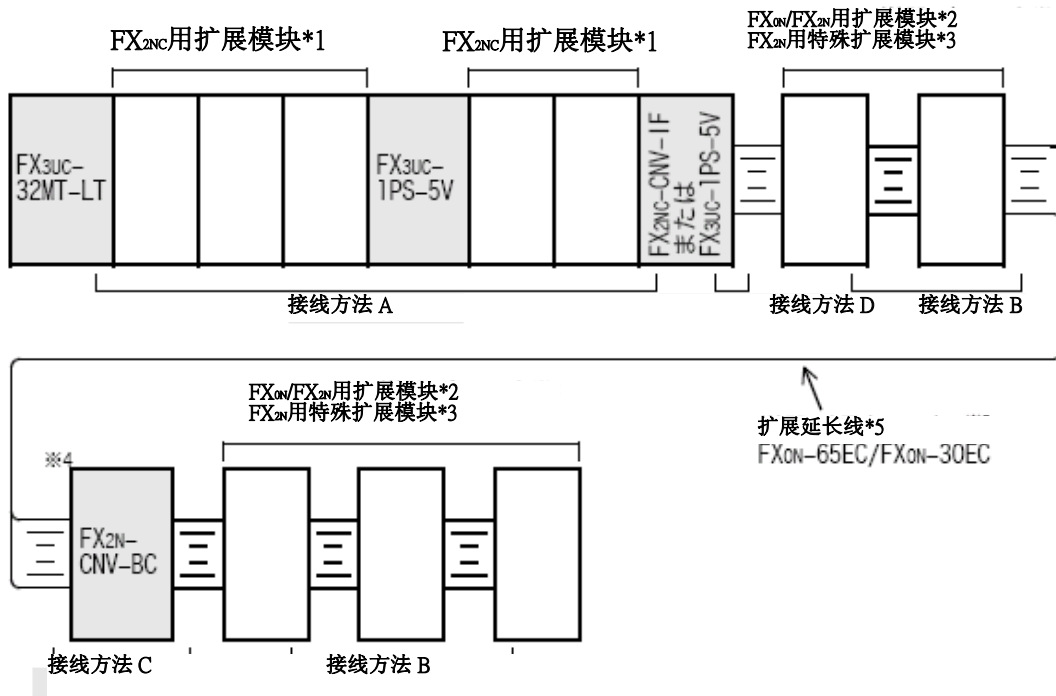 FX2NC用扩展模块*1
FX2NC用扩展模块*1
FX0N/FX2N用扩展模块*2
FX2N用特殊扩展模块*3
FX3UC-
32MT-LT
FX3UC-
1PS-5V
FX2NC-CNV-IF
または
FX3UC-1PS-5V
接线方法 A
接线方法 D
接线方法 B
FX0N/FX2N用扩展模块*2
FX2N用特殊扩展模块*3
扩展延长线*5
FX0N-65EC/FX0N-30EC
※4
FX2N-
CNV-BC
接线方法 C
接线方法 B